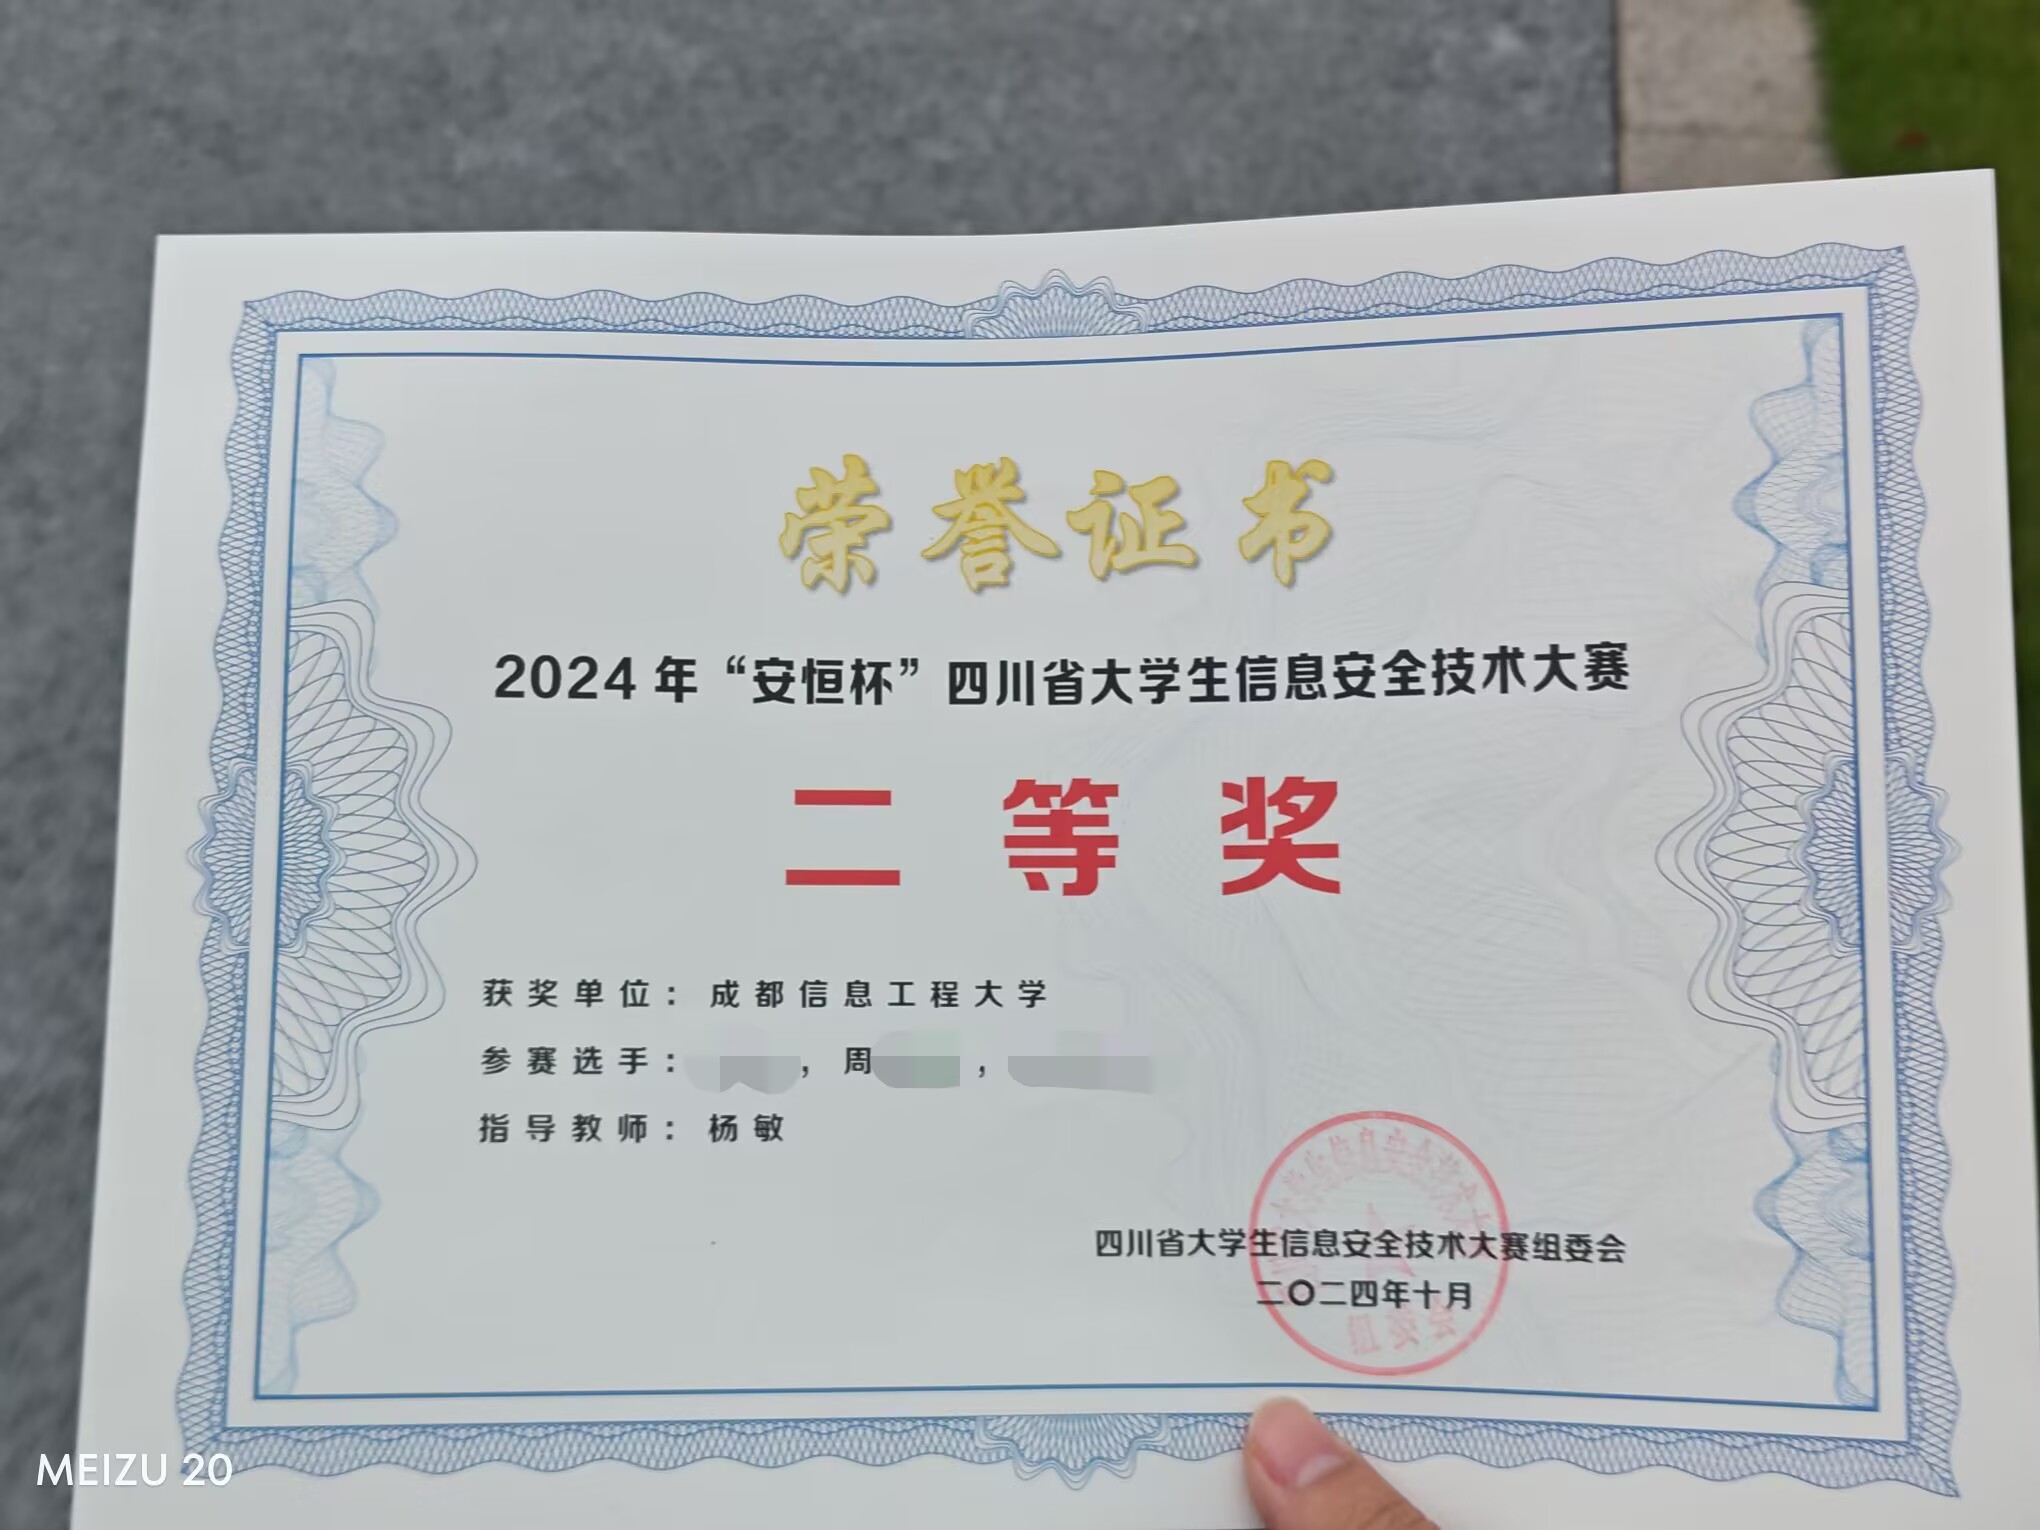 荣誉证书
2024年“安恒杯”四川省大学生信息安全技术大赛
二等奖
获奖单位：成都信息工程大学
参赛选手： ，周 ，
指导教师：杨敏
四川省大学生信息安全技术大赛组委会
二〇二四年十月
组委会
MEIZU 20